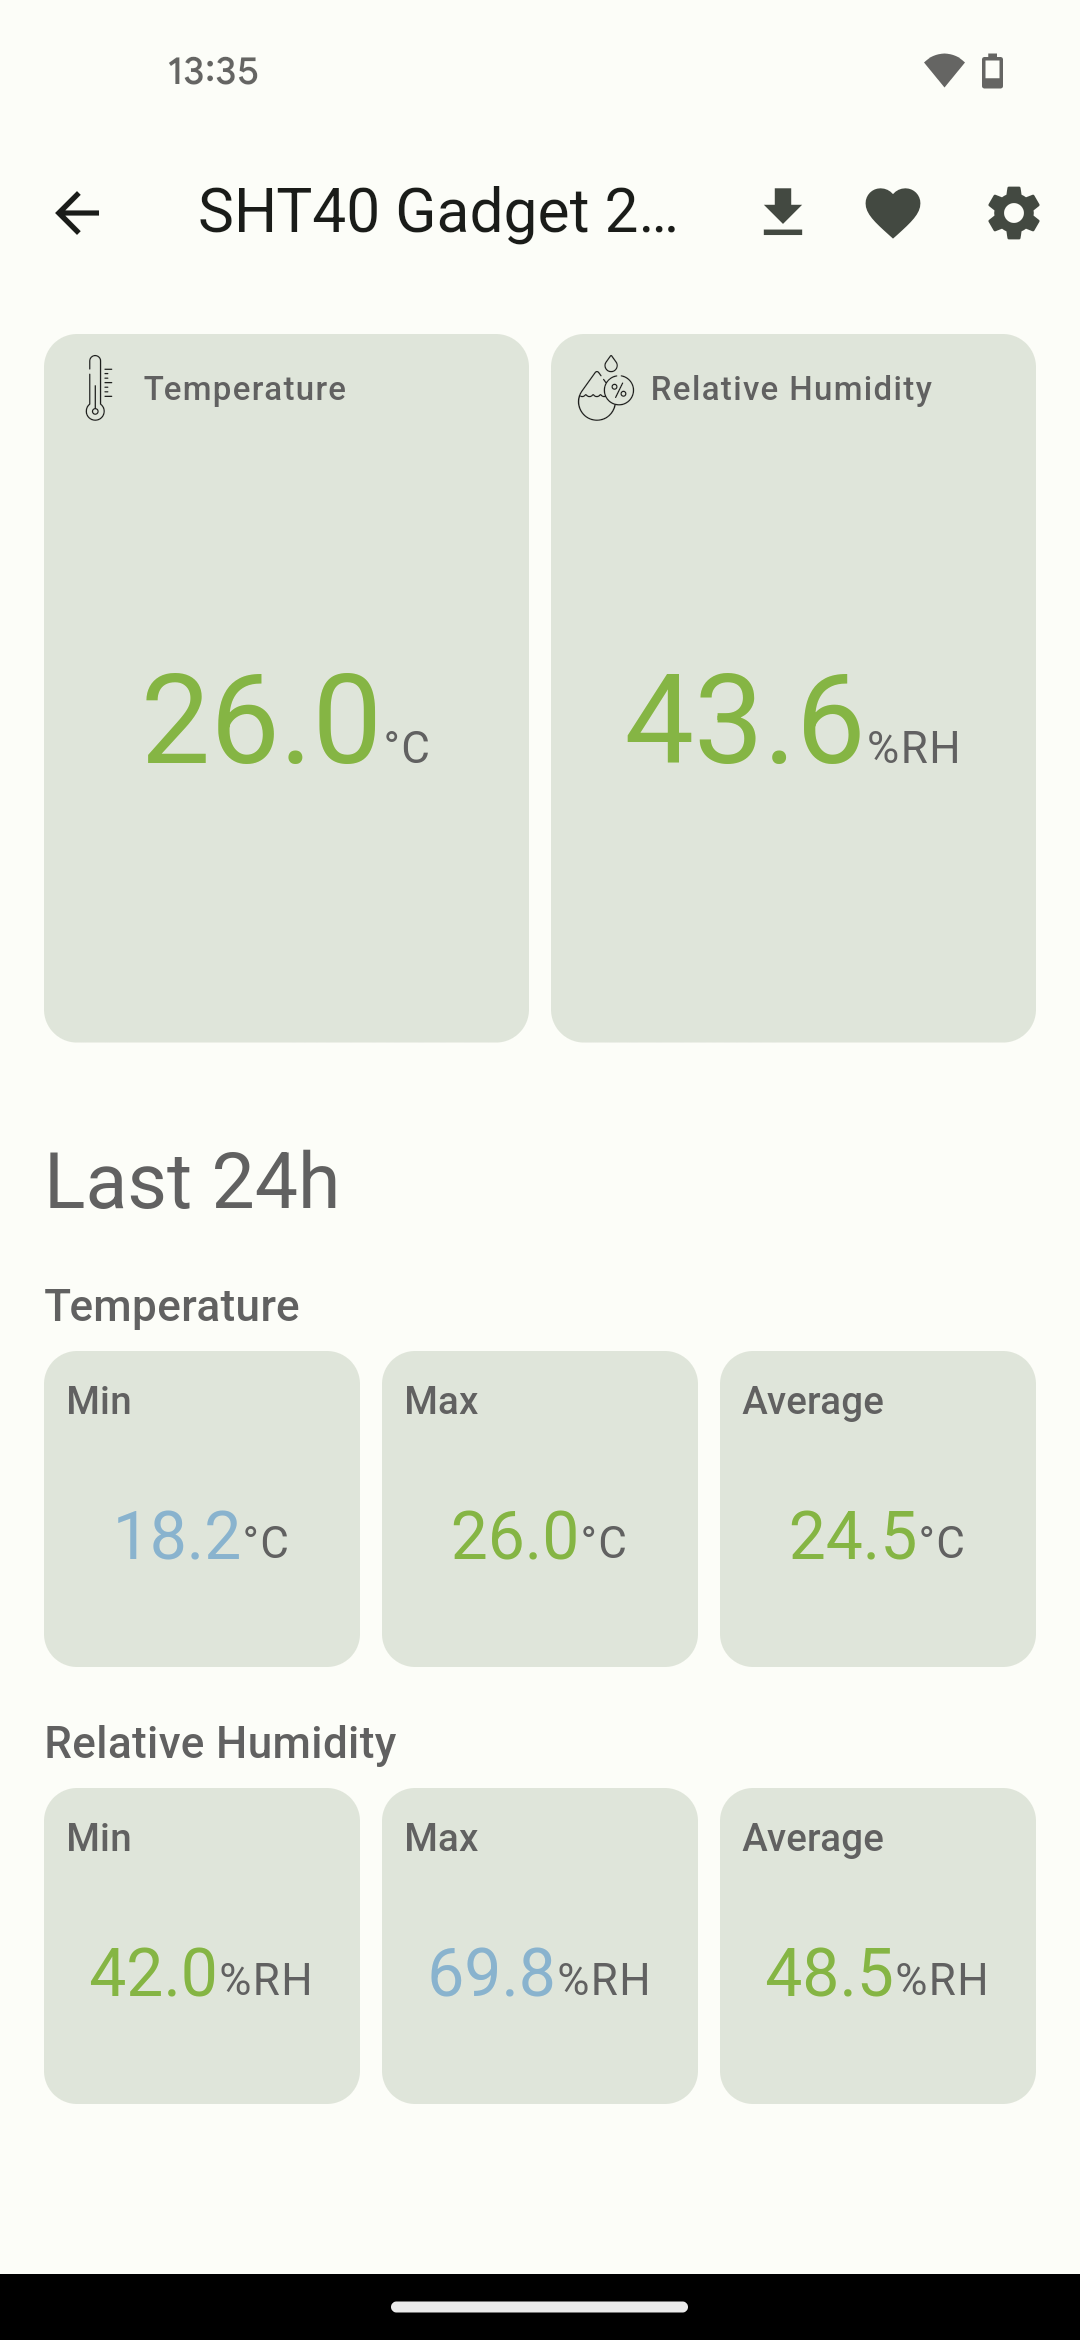 13:35
SHT40 Gadget 2...
Temperature
Relative Humidity
26.0 °C
43.6 %RH
Last 24h
Temperature
Min
Max
Average
18.2 °C
26.0 °C
24.5 °C
Relative Humidity
Min
Max
Average
42.0 %RH
69.8 %RH
48.5 %RH